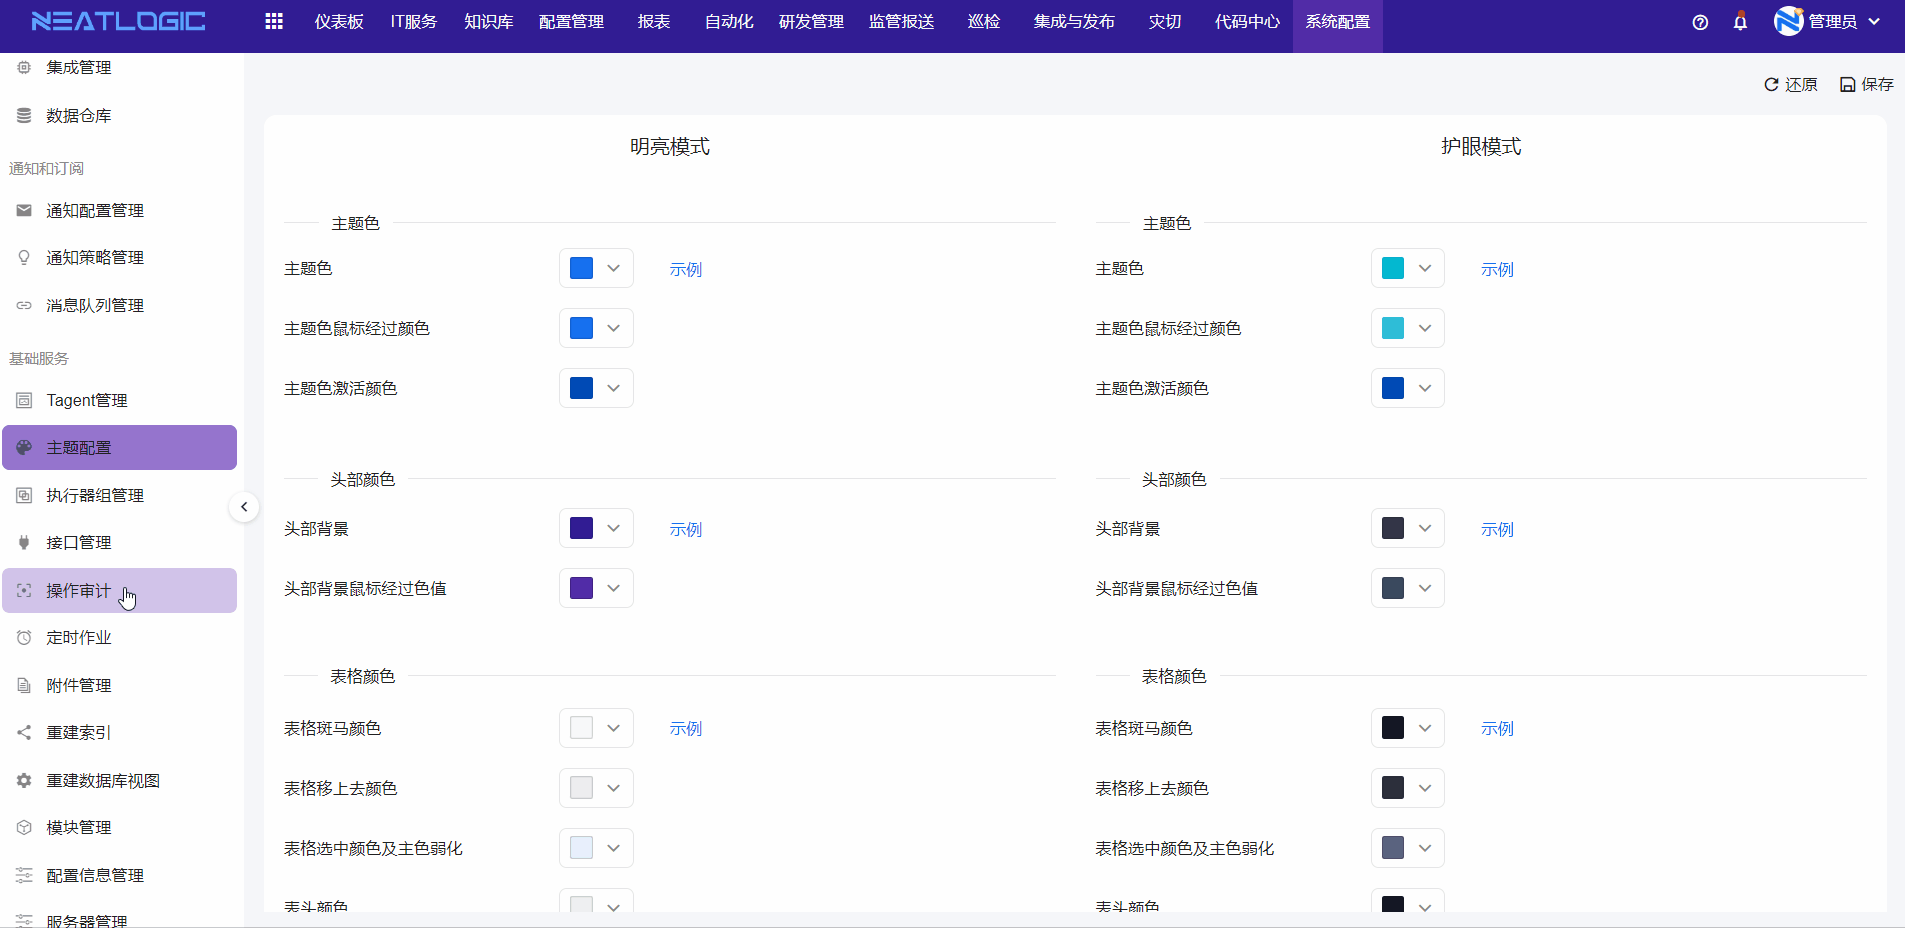 NEATLOGIC
仪表板 IT服务 知识库 配置管理 报表 自动化 研发管理 监管报送 巡检 集成与发布 灾切 代码中心 系统配置 管理员
集成管理
数据仓库
通知和订阅
通知配置管理
通知策略管理
消息队列管理
基础服务
Tagent管理
主题配置
执行器组管理
接口管理
操作审计
定时作业
附件管理
重建索引
重建数据库视图
模块管理
配置信息管理
服务器管理
还原 保存
明亮模式
主题色
主题色 示例
主题色鼠标经过颜色
主题色激活颜色
头部颜色
头部背景 示例
头部背景鼠标经过色值
表格颜色
表格斑马颜色 示例
表格移上去颜色
表格选中颜色及主色弱化
表头颜色
护眼模式
主题色
主题色 示例
主题色鼠标经过颜色
主题色激活颜色
头部颜色
头部背景 示例
头部背景鼠标经过色值
表格颜色
表格斑马颜色 示例
表格移上去颜色
表格选中颜色及主色弱化
表头颜色